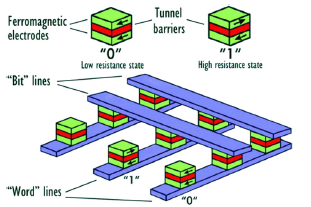 Ferromagnetic
electrodes
Tunnel
barriers
"0"
Low resistance state
"1"
High resistance state
"Bit" lines
"1"
"Word" lines
"0"